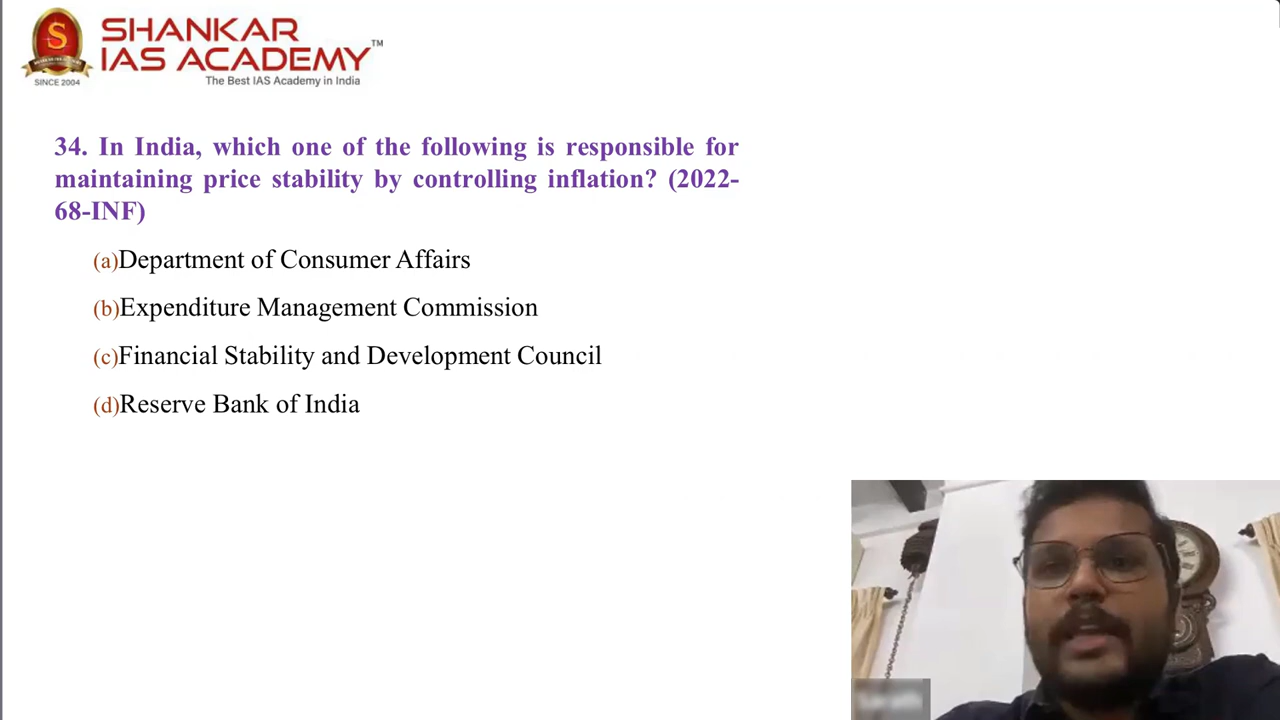 SHANKAR
IAS ACADEMY™
The Best IAS Academy in India
SINCE 2004
34. In India, which one of the following is responsible for
maintaining price stability by controlling inflation? (2022-
68-INF)
(a)Department of Consumer Affairs
(b)Expenditure Management Commission
(c)Financial Stability and Development Council
(d)Reserve Bank of India